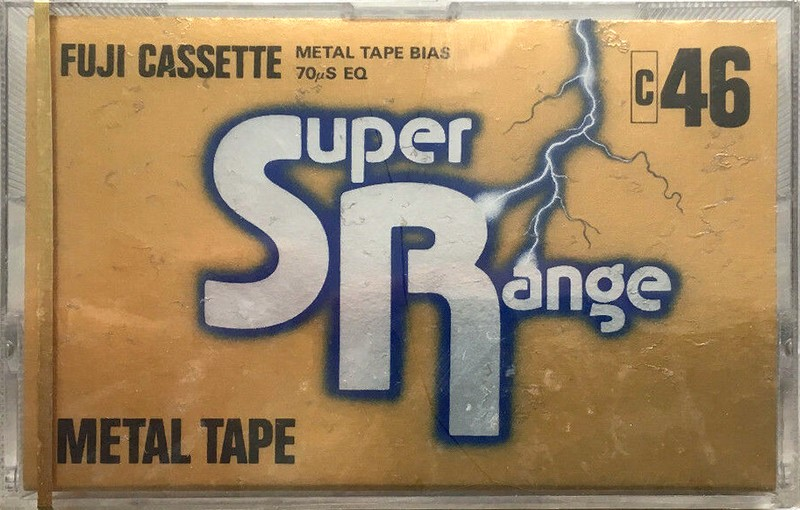 FUJI CASSETTE
METAL TAPE BIAS
70μS EQ
C46
Super
Range
METAL TAPE